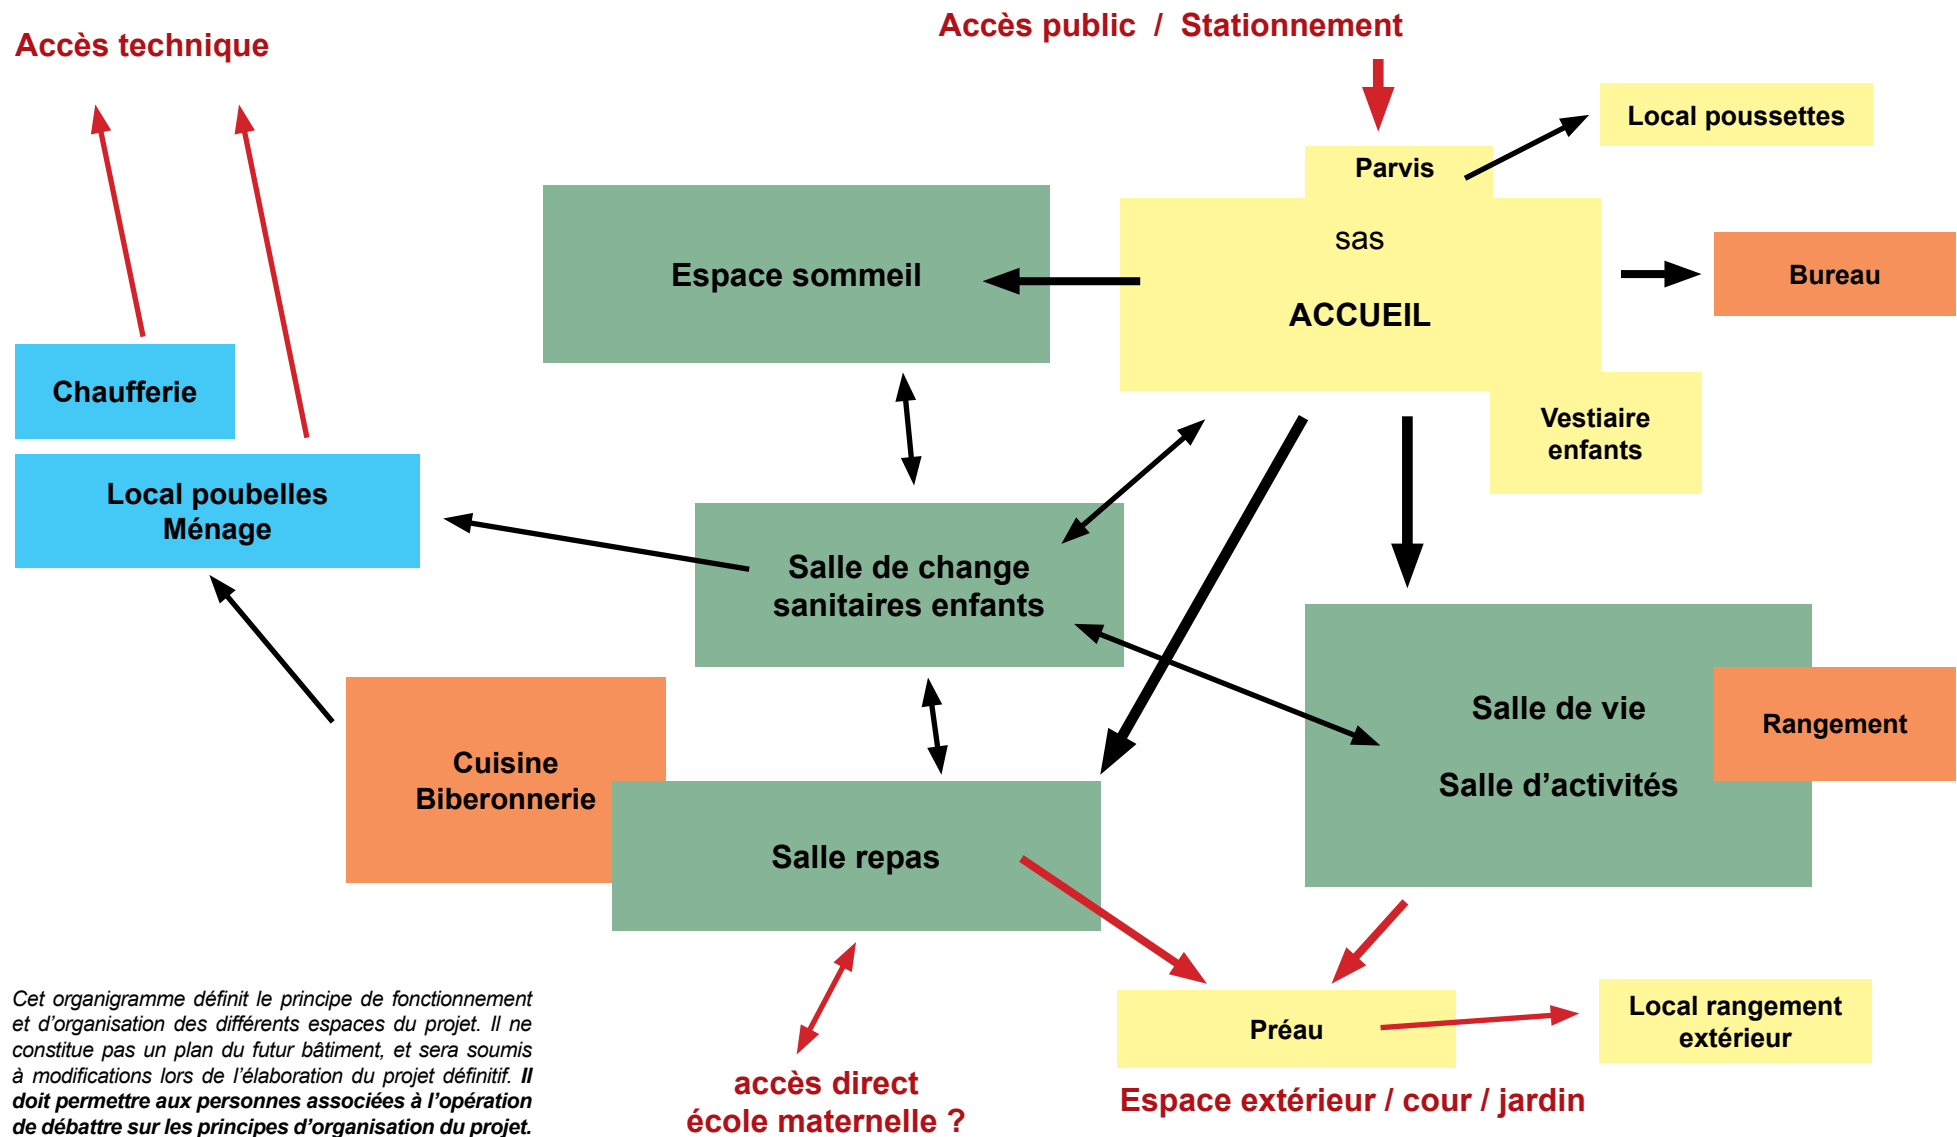 Accès technique
Accès public / Stationnement
Local poussettes
Parvis
sas
ACCUEIL
Bureau
Espace sommeil
Chaufferie
Vestiaire
enfants
Local poubelles
Ménage
Salle de change
sanitaires enfants
Salle de vie
Salle d’activités
Rangement
Cuisine
Biberonnerie
Salle repas
Préau
Local rangement
extérieur
Espace extérieur / cour / jardin
accès direct
école maternelle ?
Cet organigramme définit le principe de fonctionnement
et d’organisation des différents espaces du projet. Il ne
constitue pas un plan du futur bâtiment, et sera soumis
à modifications lors de l’élaboration du projet définitif. Il
doit permettre aux personnes associées à l’opération
de débattre sur les principes d’organisation du projet.